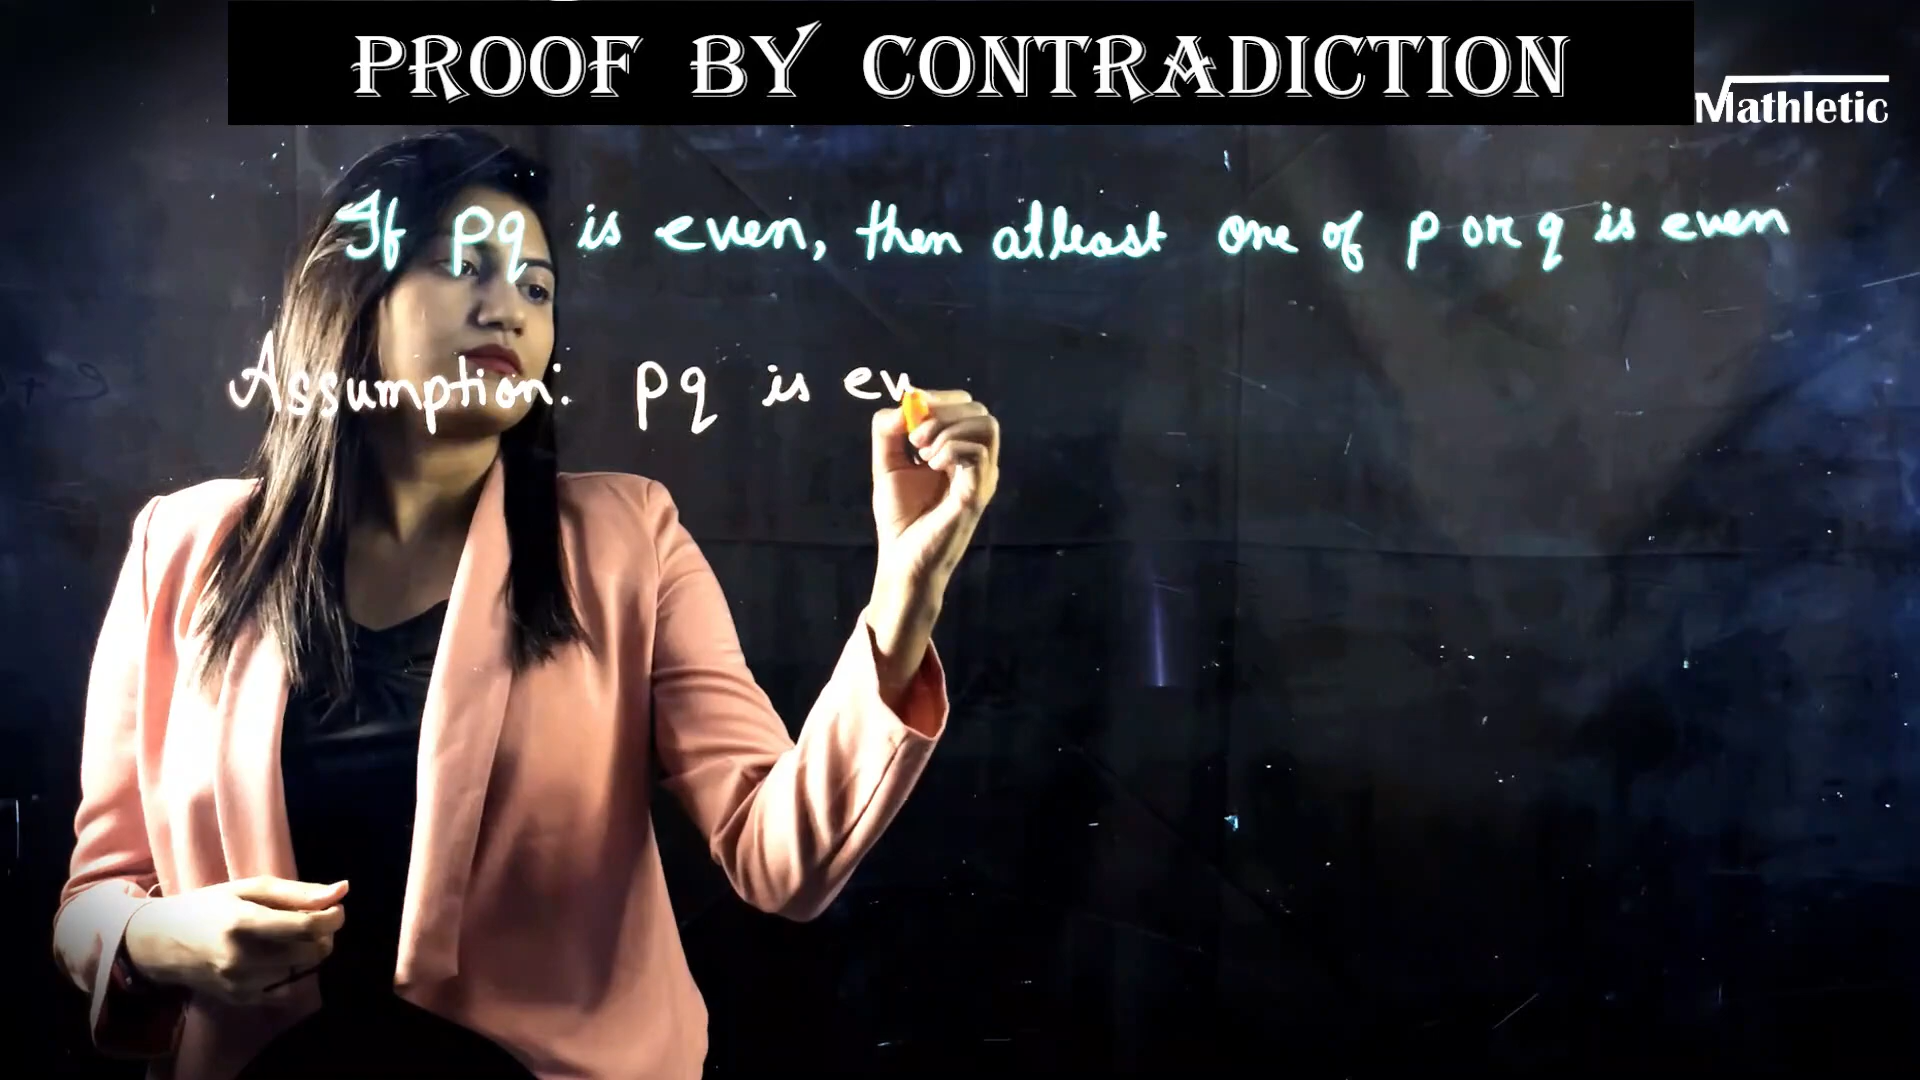 PROOF BY CONTRADICTION
Mathletic
If pq is even, then atleast one of p or q is even
Assumption: pq is ev